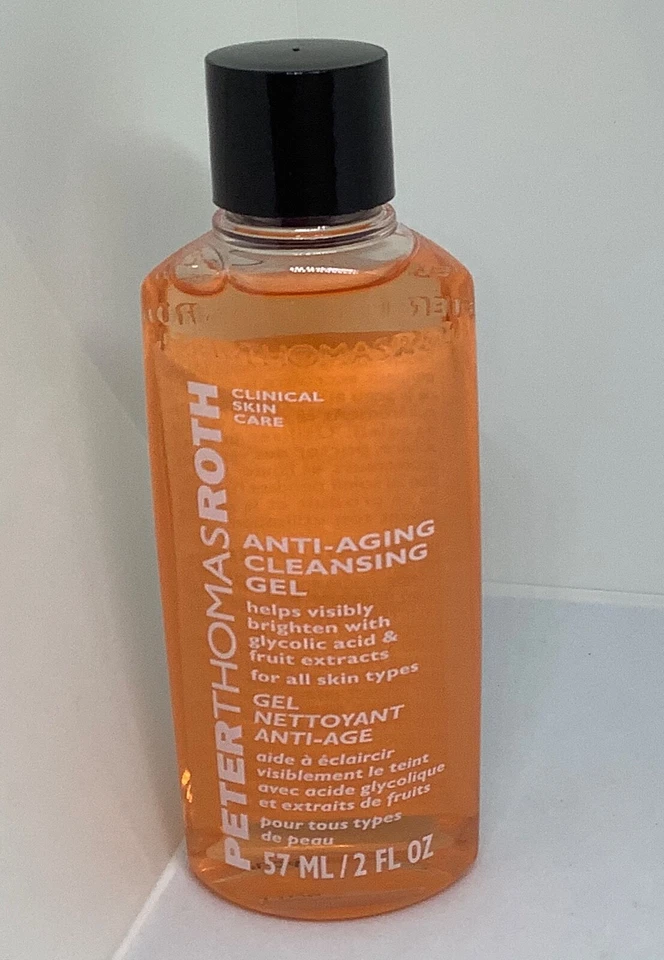 PETERTHOMASROTH
CLINICAL
SKIN
CARE
ANTI-AGING
CLEANSING
GEL
helps visibly
brighten with
glycolic acid &
fruit extracts
for all skin types
GEL
NETTOYANT
ANTI-AGE
aide à éclaircir
visiblement le teint
avec acide glycolique
et extraits de fruits
pour tous types
de peau
57 ML / 2 FL OZ